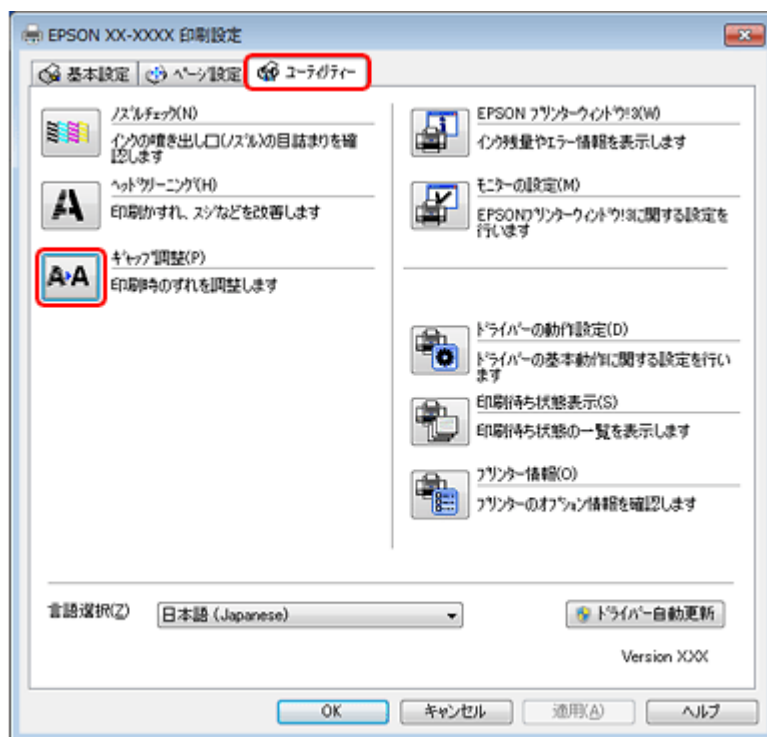 EPSON XX-XXXX 印刷設定
基本設定
ページ設定
ユーティリティー
ノズルチェック(N)
インクの噴き出し口(ノズル)の目詰まりを確
認します
ヘッドクリーニング(H)
印刷かすれ、スジなどを改善します
A
ギャップ調整(P)
印刷時のずれを調整します
A▸A
EPSON プリンターウィンドウ!3(W)
インク残量やエラー情報を表示します
モニターの設定(M)
EPSONプリンターウィンドウ!3に関する設定を
行います
ドライバーの動作設定(D)
ドライバーの基本動作に関する設定を行い
ます
印刷待ち状態表示(S)
印刷待ち状態の一覧を表示します
プリンター情報(O)
プリンターのオプション情報を確認します
言語選択(Z)
日本語 (Japanese)
ドライバー自動更新
Version X.XX
OK
キャンセル
適用(A)
ヘルプ